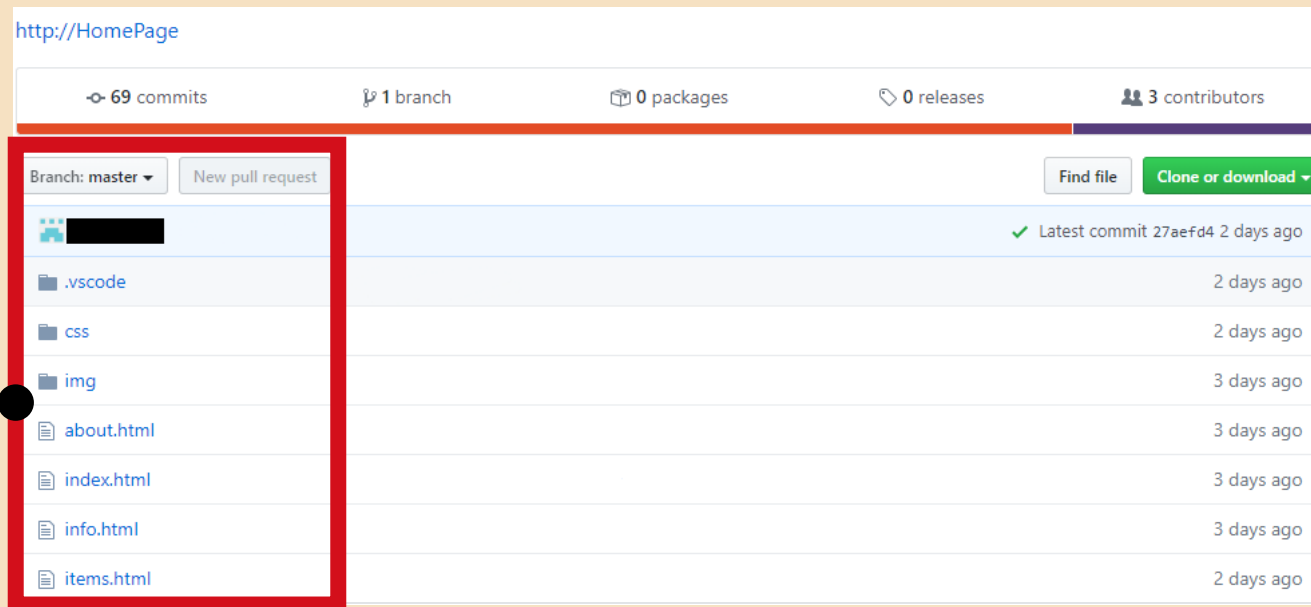 http://HomePage
69 commits 1 branch 0 packages 0 releases 3 contributors
Branch: master New pull request Find file Clone or download
Latest commit 27aefd4 2 days ago
.vscode 2 days ago
css 2 days ago
img 3 days ago
about.html 3 days ago
index.html 3 days ago
info.html 3 days ago
items.html 2 days ago